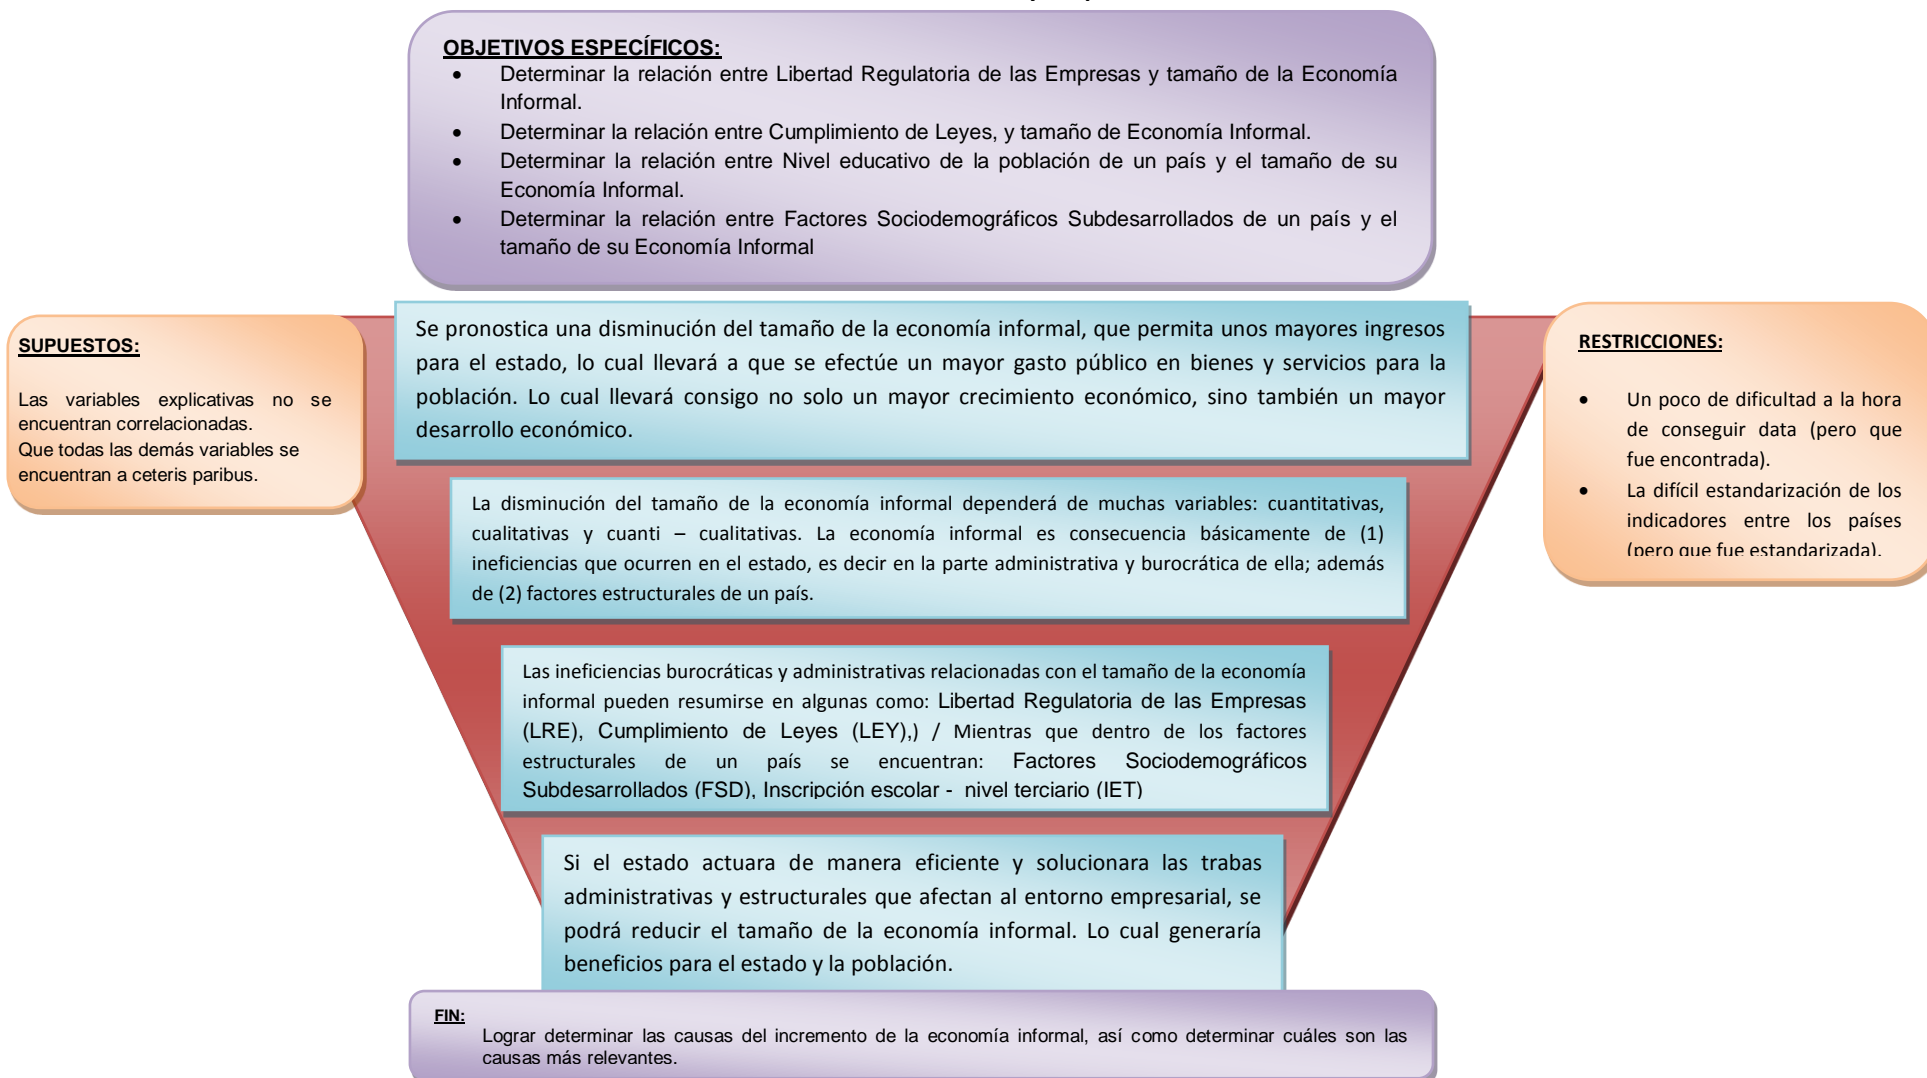 OBJETIVOS ESPECÍFICOS:
• Determinar la relación entre Libertad Regulatoria de las Empresas y tamaño de la Economía
Informal.
• Determinar la relación entre Cumplimiento de Leyes, y tamaño de Economía Informal.
• Determinar la relación entre Nivel educativo de la población de un país y el tamaño de su
Economía Informal.
• Determinar la relación entre Factores Sociodemográficos Subdesarrollados de un país y el
tamaño de su Economía Informal
SUPUESTOS:
Las variables explicativas no se
encuentran correlacionadas.
Que todas las demás variables se
encuentran a ceteris paribus.
Se pronostica una disminución del tamaño de la economía informal, que permita unos mayores ingresos
para el estado, lo cual llevará a que se efectúe un mayor gasto público en bienes y servicios para la
población. Lo cual llevará consigo no solo un mayor crecimiento económico, sino también un mayor
desarrollo económico.
RESTRICCIONES:
• Un poco de dificultad a la hora
de conseguir data (pero que
fue encontrada).
• La difícil estandarización de los
indicadores entre los países
(pero que fue estandarizada).
La disminución del tamaño de la economía informal dependerá de muchas variables: cuantitativas,
cualitativas y cuanti – cualitativas. La economía informal es consecuencia básicamente de (1)
ineficiencias que ocurren en el estado, es decir en la parte administrativa y burocrática de ella; además
de (2) factores estructurales de un país.
Las ineficiencias burocráticas y administrativas relacionadas con el tamaño de la economía
informal pueden resumirse en algunas como: Libertad Regulatoria de las Empresas
(LRE), Cumplimiento de Leyes (LEY),) / Mientras que dentro de los factores
estructurales de un país se encuentran: Factores Sociodemográficos
Subdesarrollados (FSD), Inscripción escolar - nivel terciario (IET)
Si el estado actuara de manera eficiente y solucionara las trabas
administrativas y estructurales que afectan al entorno empresarial, se
podrá reducir el tamaño de la economía informal. Lo cual generaría
beneficios para el estado y la población.
FIN:
Lograr determinar las causas del incremento de la economía informal, así como determinar cuáles son las
causas más relevantes.